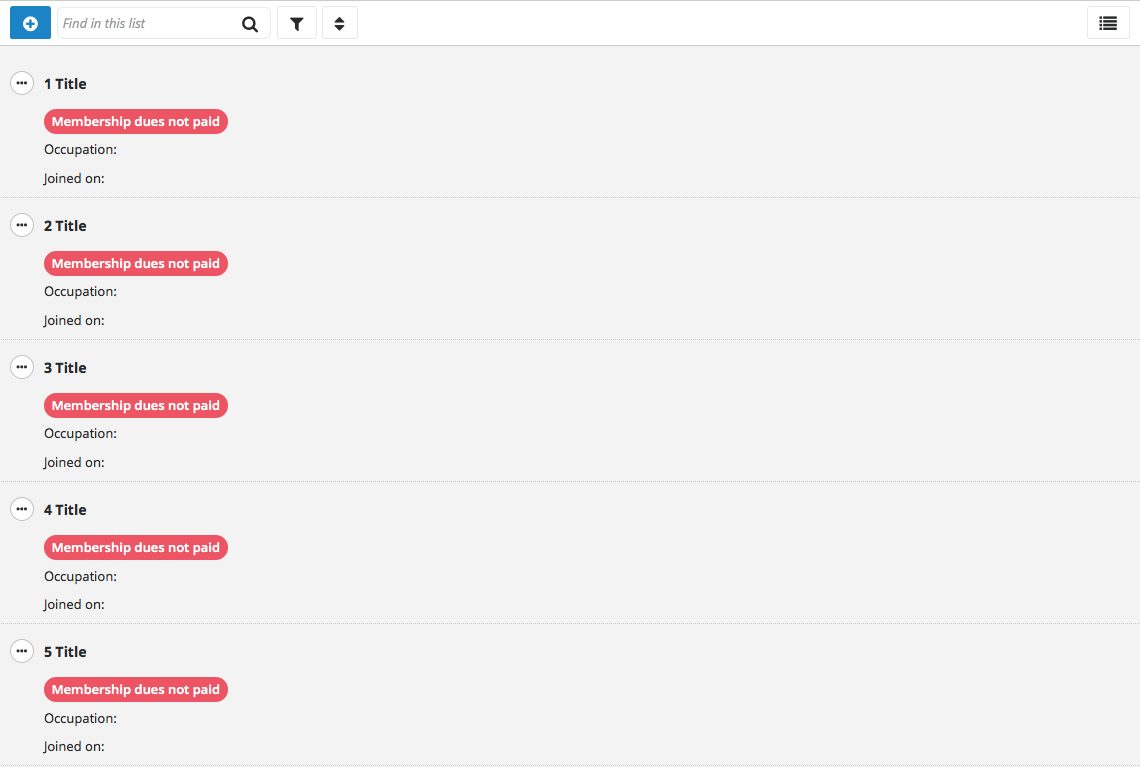 Find in this list
1 Title
Membership dues not paid
Occupation:
Joined on:
2 Title
Membership dues not paid
Occupation:
Joined on:
3 Title
Membership dues not paid
Occupation:
Joined on:
4 Title
Membership dues not paid
Occupation:
Joined on:
5 Title
Membership dues not paid
Occupation:
Joined on: